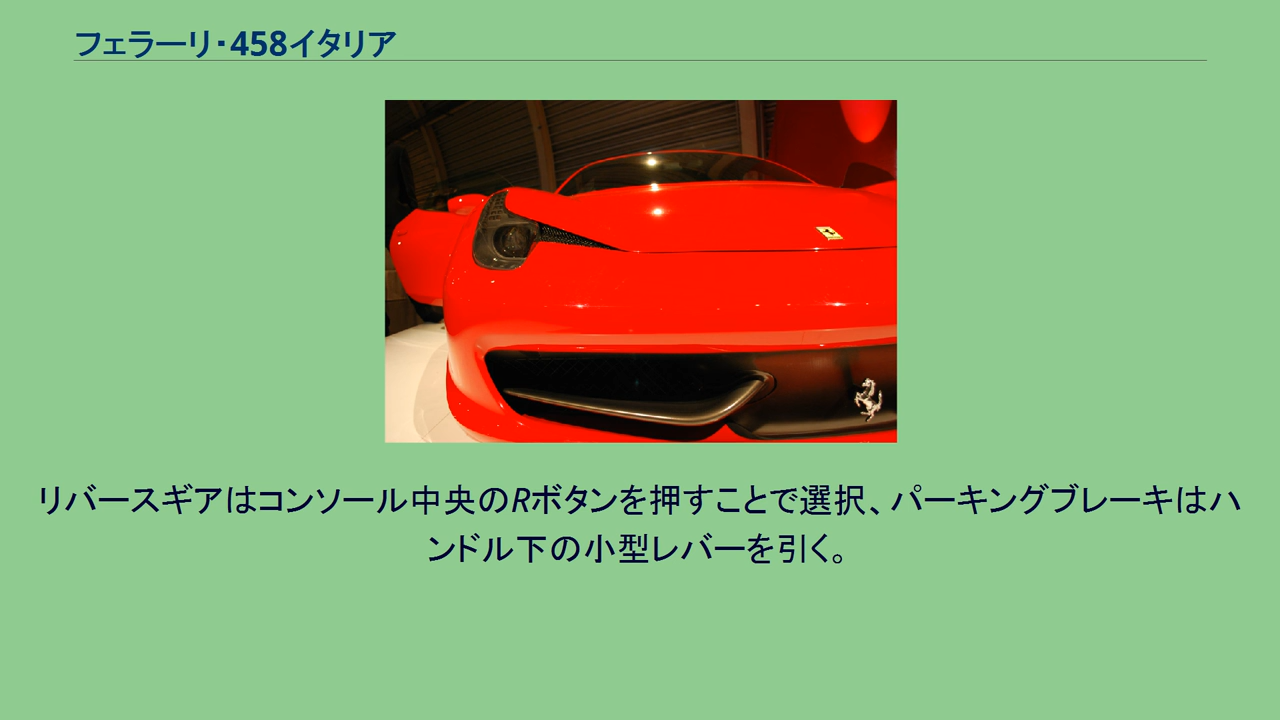 フェラーリ・458イタリア
リバースギアはコンソール中央のRボタンを押すことで選択、パーキングブレーキはハ
ンドル下の小型レバーを引く。